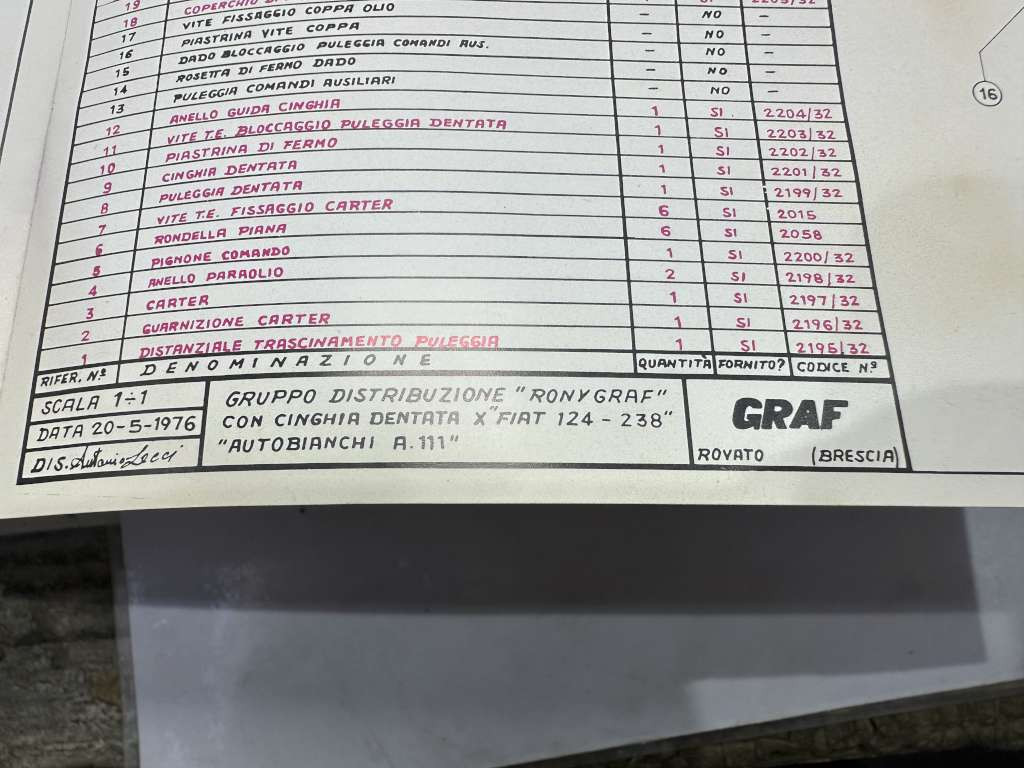 19
18 COPERCHIO
17 VITE FISSAGGIO COPPA OLIO – NO –
16 PIASTRINA VITE COPPA – NO –
15 DADO BLOCCAGGIO PULEGGIA COMANDI AUS. – NO –
14 ROSETTA DI FERMO DADO – NO –
13 PULEGGIA COMANDI AUSILIARI – NO –
12 ANELLO GUIDA CINGHIA 1 SI 2204/32
11 VITE T.E. BLOCCAGGIO PULEGGIA DENTATA 1 SI 2203/32
10 PIASTRINA DI FERMO 1 SI 2202/32
9 CINGHIA DENTATA 1 SI 2201/32
8 PULEGGIA DENTATA 1 SI 2199/32
7 VITE T.E. FISSAGGIO CARTER 6 SI 2015
6 RONDELLA PIANA 6 SI 2058
5 PIGNONE COMANDO 1 SI 2200/32
4 ANELLO PARAOLIO 2 SI 2198/32
3 CARTER 1 SI 2197/32
2 GUARNIZIONE CARTER 1 SI 2196/32
1 DISTANZIALE TRASCINAMENTO PULEGGIA 1 SI 2195/32
RIFER. Nº DENOMINAZIONE QUANTITÀ FORNITO? CODICE Nº
SCALA 1÷1
DATA 20-5-1976
DIS. Antonio Lecci
GRUPPO DISTRIBUZIONE "RONYGRAF"
CON CINGHIA DENTATA X "FIAT 124 - 238"
"AUTOBIANCHI A.111"
GRAF
ROVATO (BRESCIA)
16